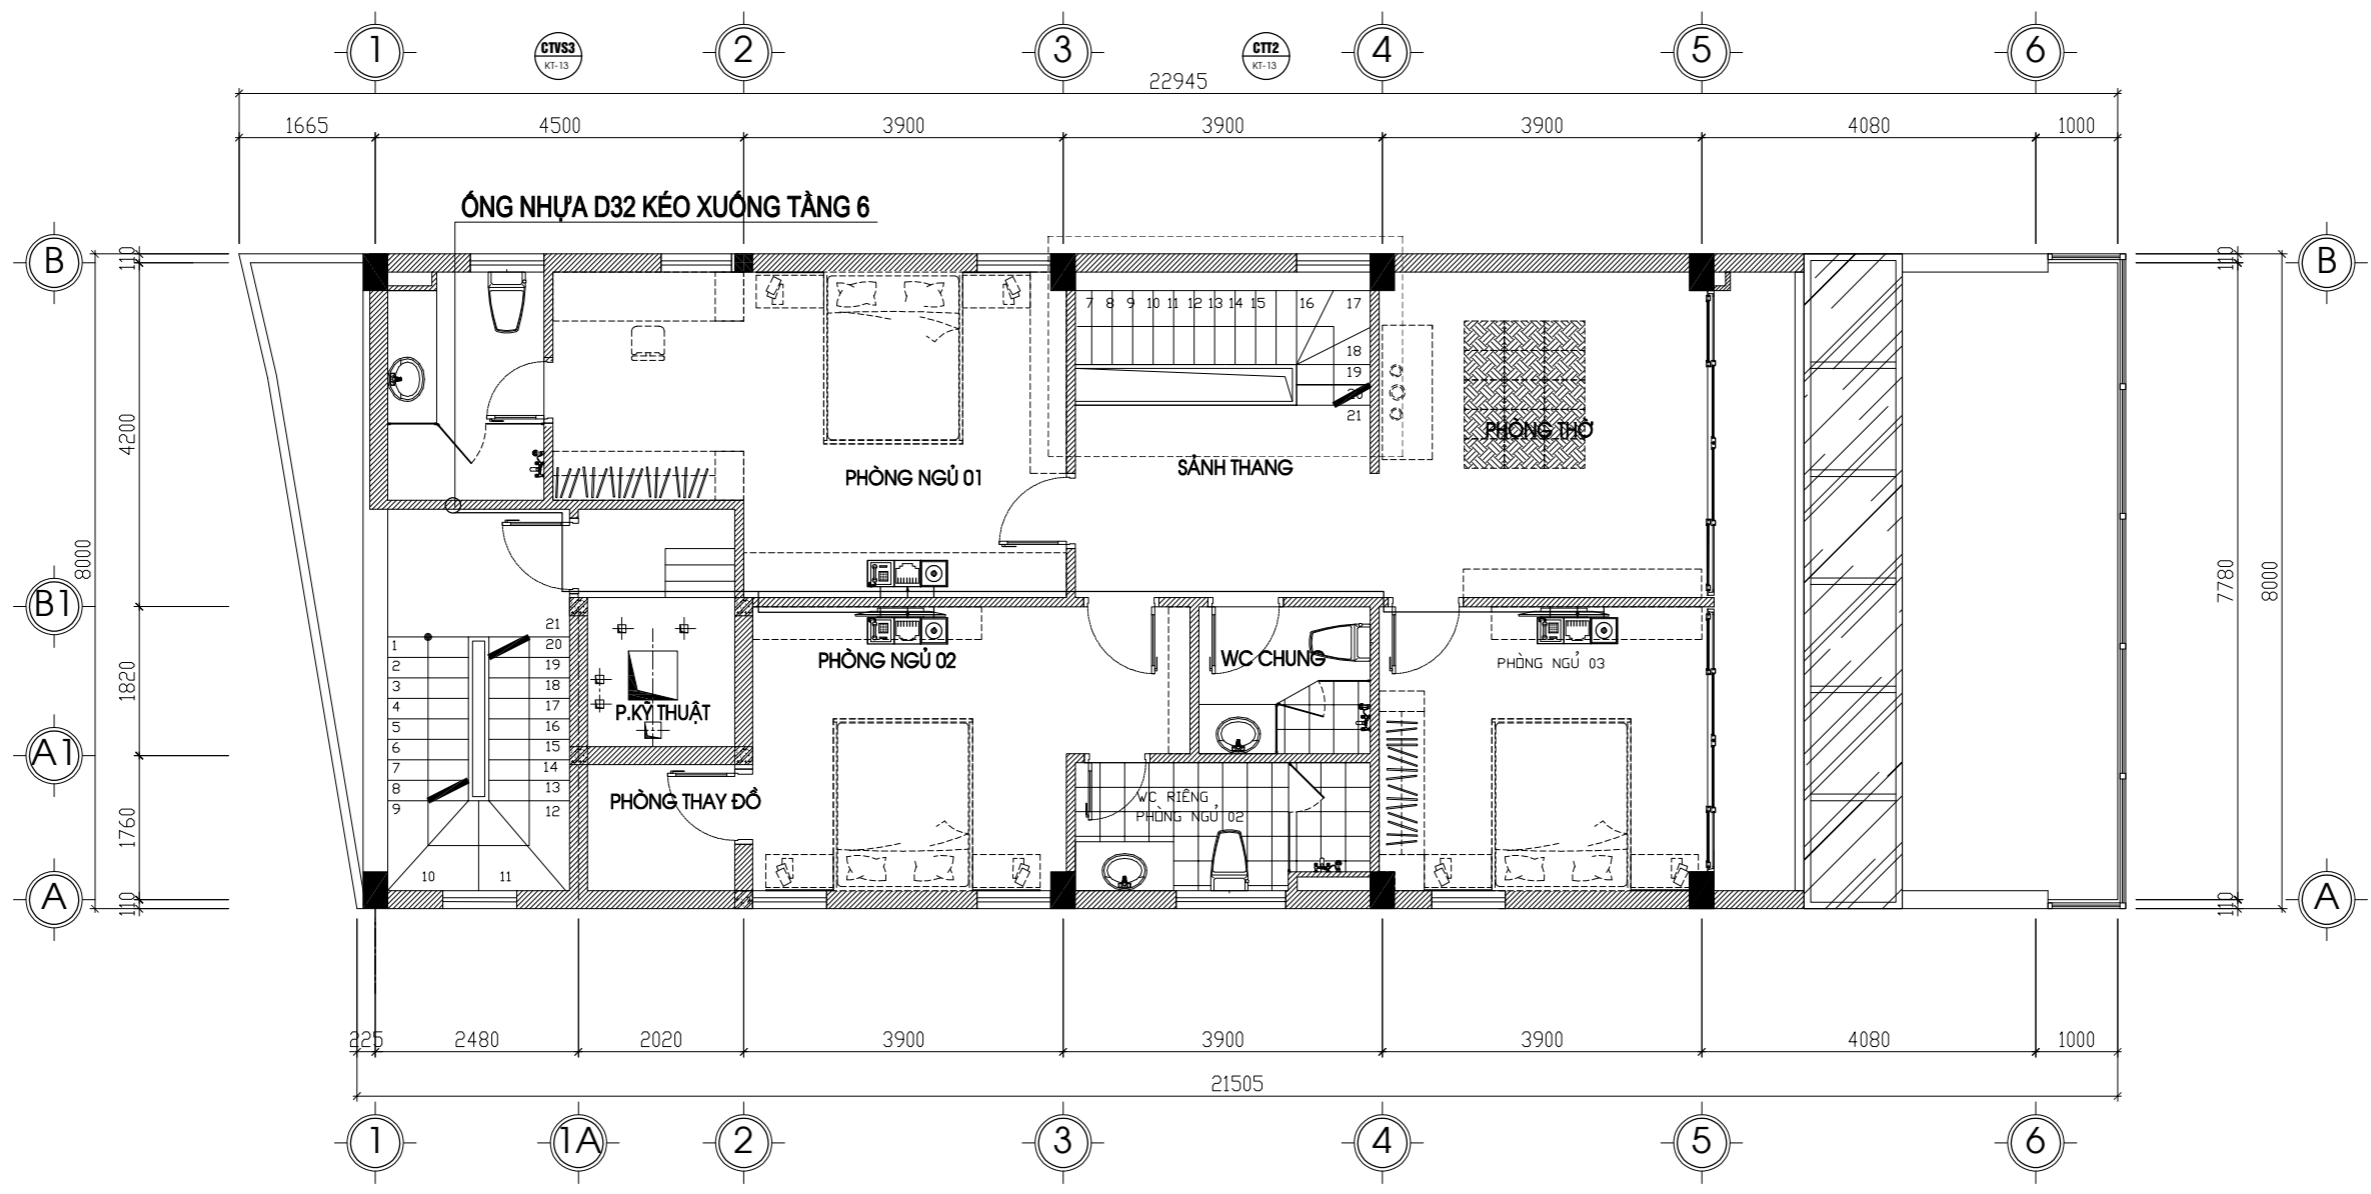 1
CTVS3
KT-13
2
3
CTT2
KT-13
4
5
6
22945
1665
4500
3900
3900
3900
4080
1000
ỐNG NHỰA D32 KÉO XUỐNG TẦNG 6
B
110
B
110
7 8 9 10 11 12 13 14 15 16 17
18
19
20
21
4200
PHÒNG THỜ
PHÒNG NGỦ 01
SẢNH THANG
8000
7780
8000
B1
21
1 20
2 19
3 18
4 17
5 16
6 15
7 14
8 13
9 12
10 11
PHÒNG NGỦ 02
WC CHUNG
PHÒNG NGỦ 03
1820
P.KỸ THUẬT
A1
PHÒNG THAY ĐỒ
WC RIÊNG
PHÒNG NGỦ 02
1760
A
110
A
110
225
2480
2020
3900
3900
3900
4080
1000
21505
1
1A
2
3
4
5
6